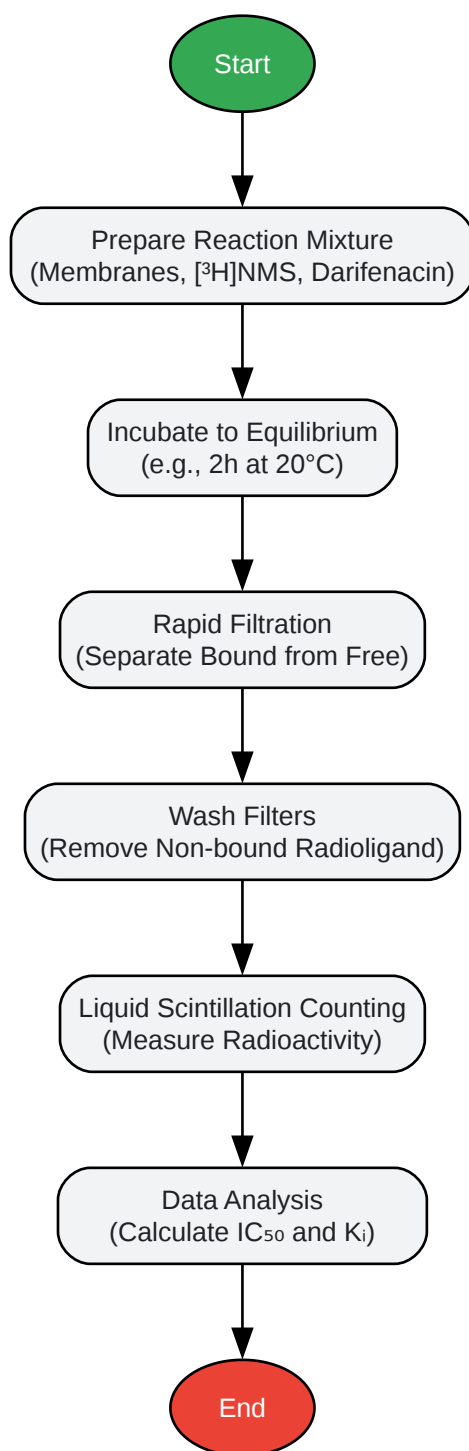 Start
Prepare Reaction Mixture
(Membranes, [³H]NMS, Darifenacin)
Incubate to Equilibrium
(e.g., 2h at 20°C)
Rapid Filtration
(Separate Bound from Free)
Wash Filters
(Remove Non-bound Radioligand)
Liquid Scintillation Counting
(Measure Radioactivity)
Data Analysis
(Calculate IC₅₀ and Kᵢ)
End